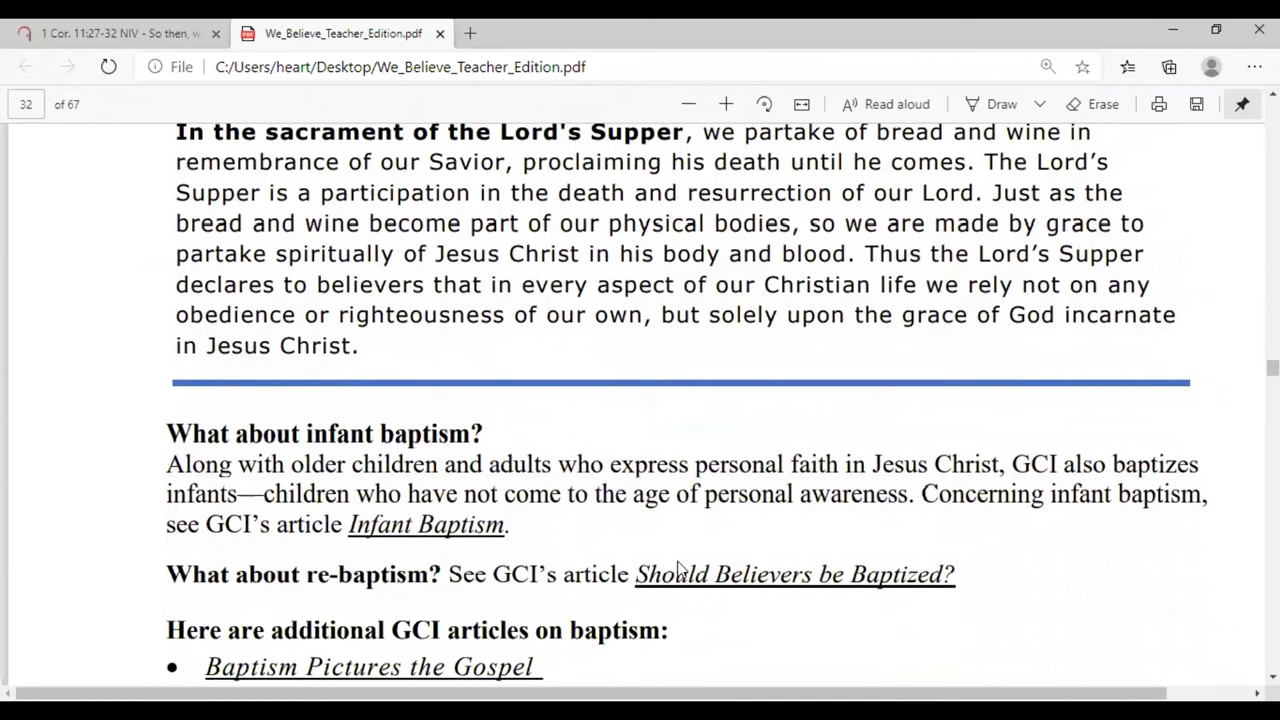 1 Cor. 11:27-32 NIV - So then, w
We_Believe_Teacher_Edition.pdf
File
C:/Users/heart/Desktop/We_Believe_Teacher_Edition.pdf
32 of 67
Read aloud
Draw
Erase
In the sacrament of the Lord's Supper, we partake of bread and wine in
remembrance of our Savior, proclaiming his death until he comes. The Lord’s
Supper is a participation in the death and resurrection of our Lord. Just as the
bread and wine become part of our physical bodies, so we are made by grace to
partake spiritually of Jesus Christ in his body and blood. Thus the Lord’s Supper
declares to believers that in every aspect of our Christian life we rely not on any
obedience or righteousness of our own, but solely upon the grace of God incarnate
in Jesus Christ.
What about infant baptism?
Along with older children and adults who express personal faith in Jesus Christ, GCI also baptizes
infants—children who have not come to the age of personal awareness. Concerning infant baptism,
see GCI’s article Infant Baptism.
What about re-baptism? See GCI’s article Should Believers be Baptized?
Here are additional GCI articles on baptism:
• Baptism Pictures the Gospel